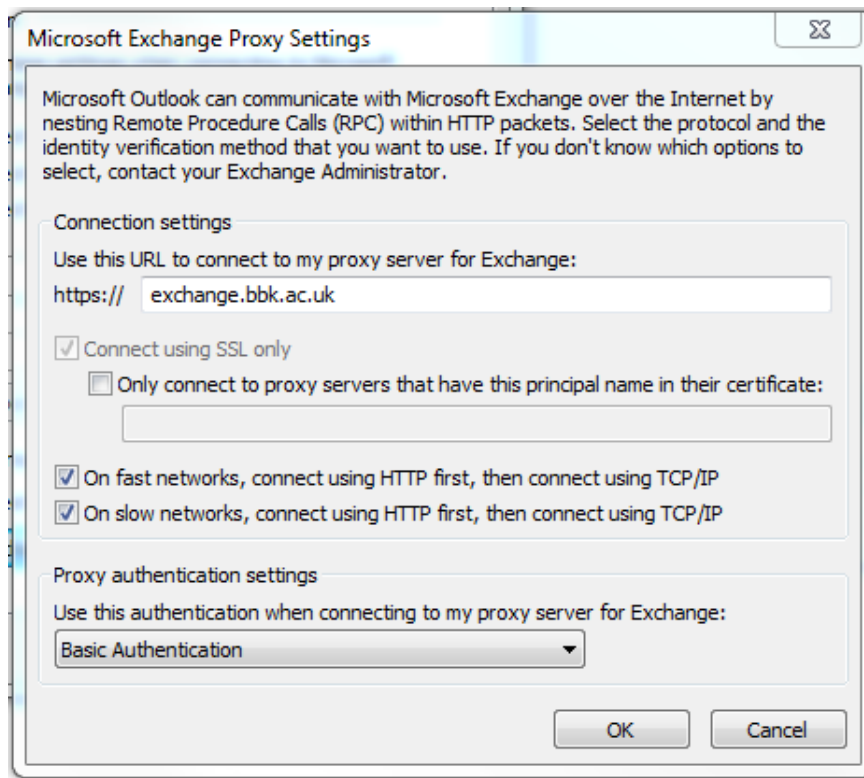 Microsoft Exchange Proxy Settings
Microsoft Outlook can communicate with Microsoft Exchange over the Internet by
nesting Remote Procedure Calls (RPC) within HTTP packets. Select the protocol and the
identity verification method that you want to use. If you don't know which options to
select, contact your Exchange Administrator.
Connection settings
Use this URL to connect to my proxy server for Exchange:
https:// exchange.bbk.ac.uk
Connect using SSL only
Only connect to proxy servers that have this principal name in their certificate:
On fast networks, connect using HTTP first, then connect using TCP/IP
On slow networks, connect using HTTP first, then connect using TCP/IP
Proxy authentication settings
Use this authentication when connecting to my proxy server for Exchange:
Basic Authentication
OK Cancel